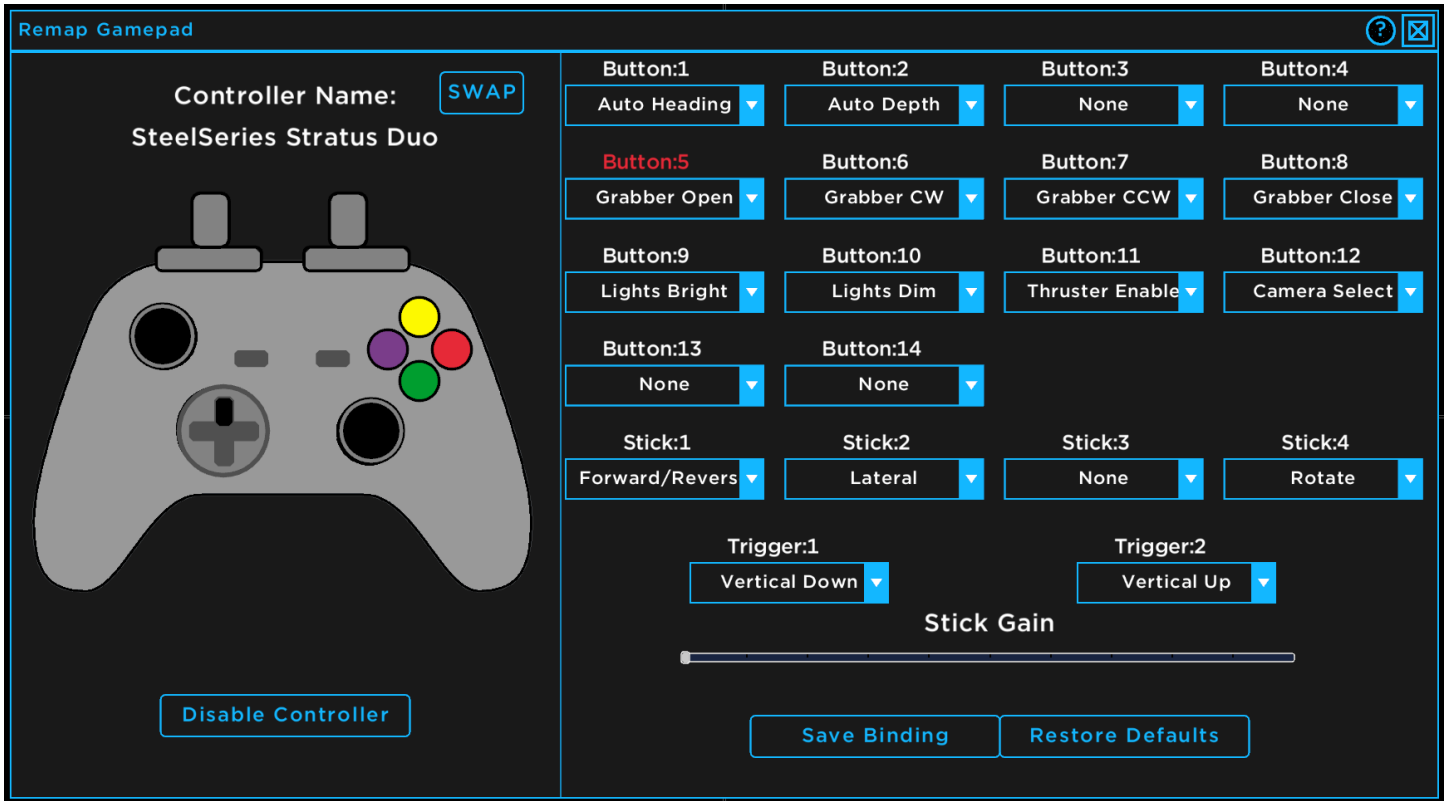 Remap Gamepad
?
Controller Name:
SWAP
SteelSeries Stratus Duo
Disable Controller
Button:1 Button:2 Button:3 Button:4
Auto Heading Auto Depth None None
Button:5 Button:6 Button:7 Button:8
Grabber Open Grabber CW Grabber CCW Grabber Close
Button:9 Button:10 Button:11 Button:12
Lights Bright Lights Dim Thruster Enable Camera Select
Button:13 Button:14
None None
Stick:1 Stick:2 Stick:3 Stick:4
Forward/Revers Lateral None Rotate
Trigger:1 Trigger:2
Vertical Down Vertical Up
Stick Gain
Save Binding Restore Defaults